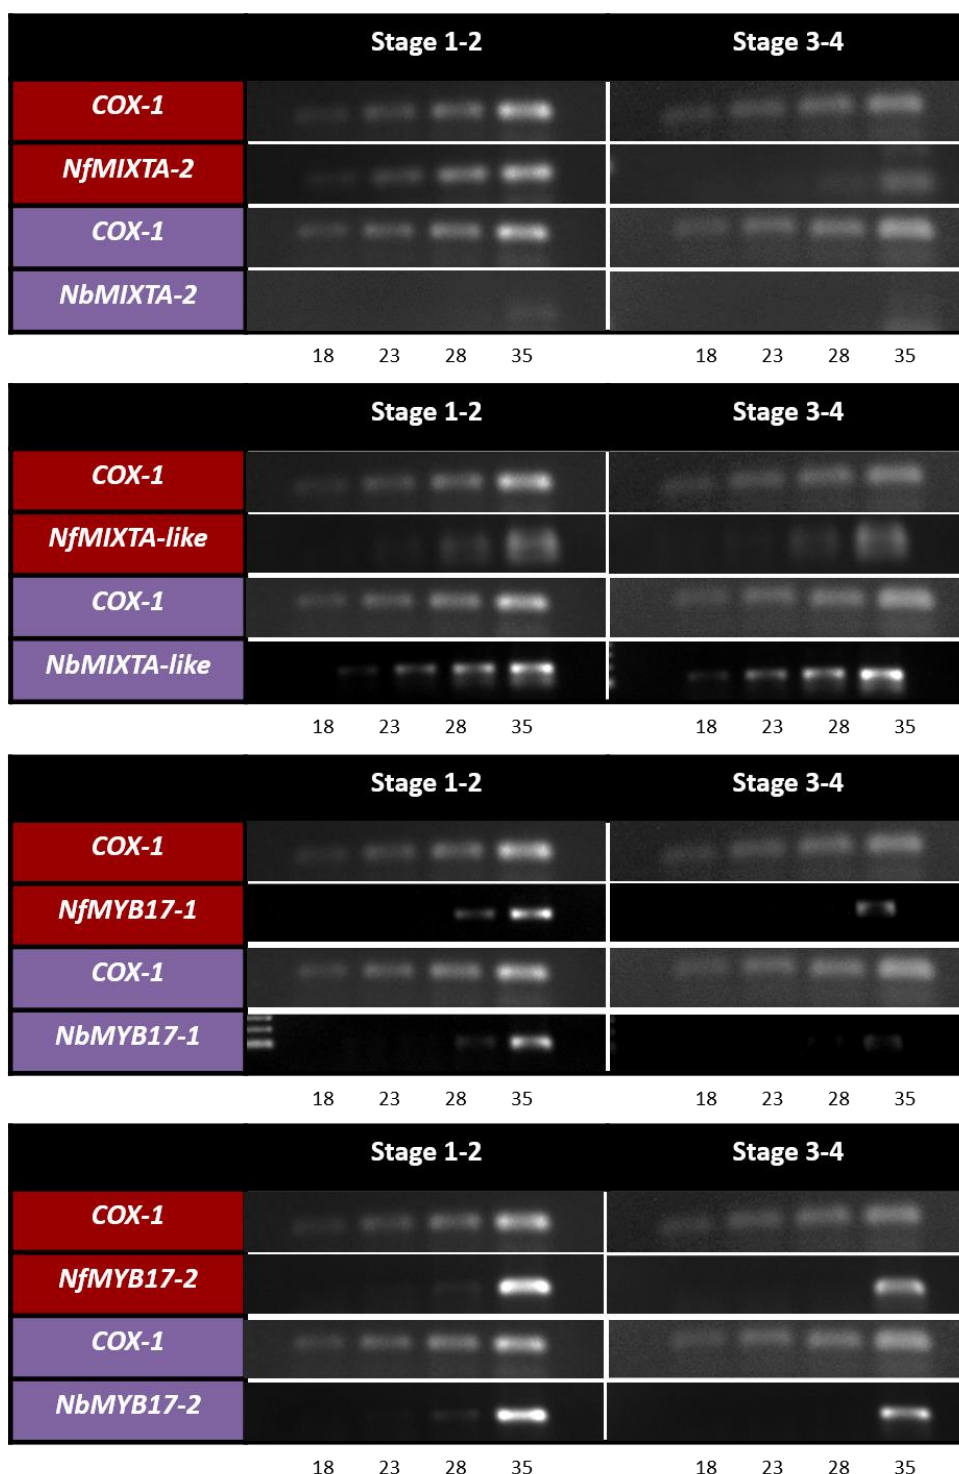 Stage 1-2 Stage 3-4
COX-1
NfMIXTA-2
COX-1
NbMIXTA-2
18 23 28 35 18 23 28 35
Stage 1-2 Stage 3-4
COX-1
NfMIXTA-like
COX-1
NbMIXTA-like
18 23 28 35 18 23 28 35
Stage 1-2 Stage 3-4
COX-1
NfMYB17-1
COX-1
NbMYB17-1
18 23 28 35 18 23 28 35
Stage 1-2 Stage 3-4
COX-1
NfMYB17-2
COX-1
NbMYB17-2
18 23 28 35 18 23 28 35